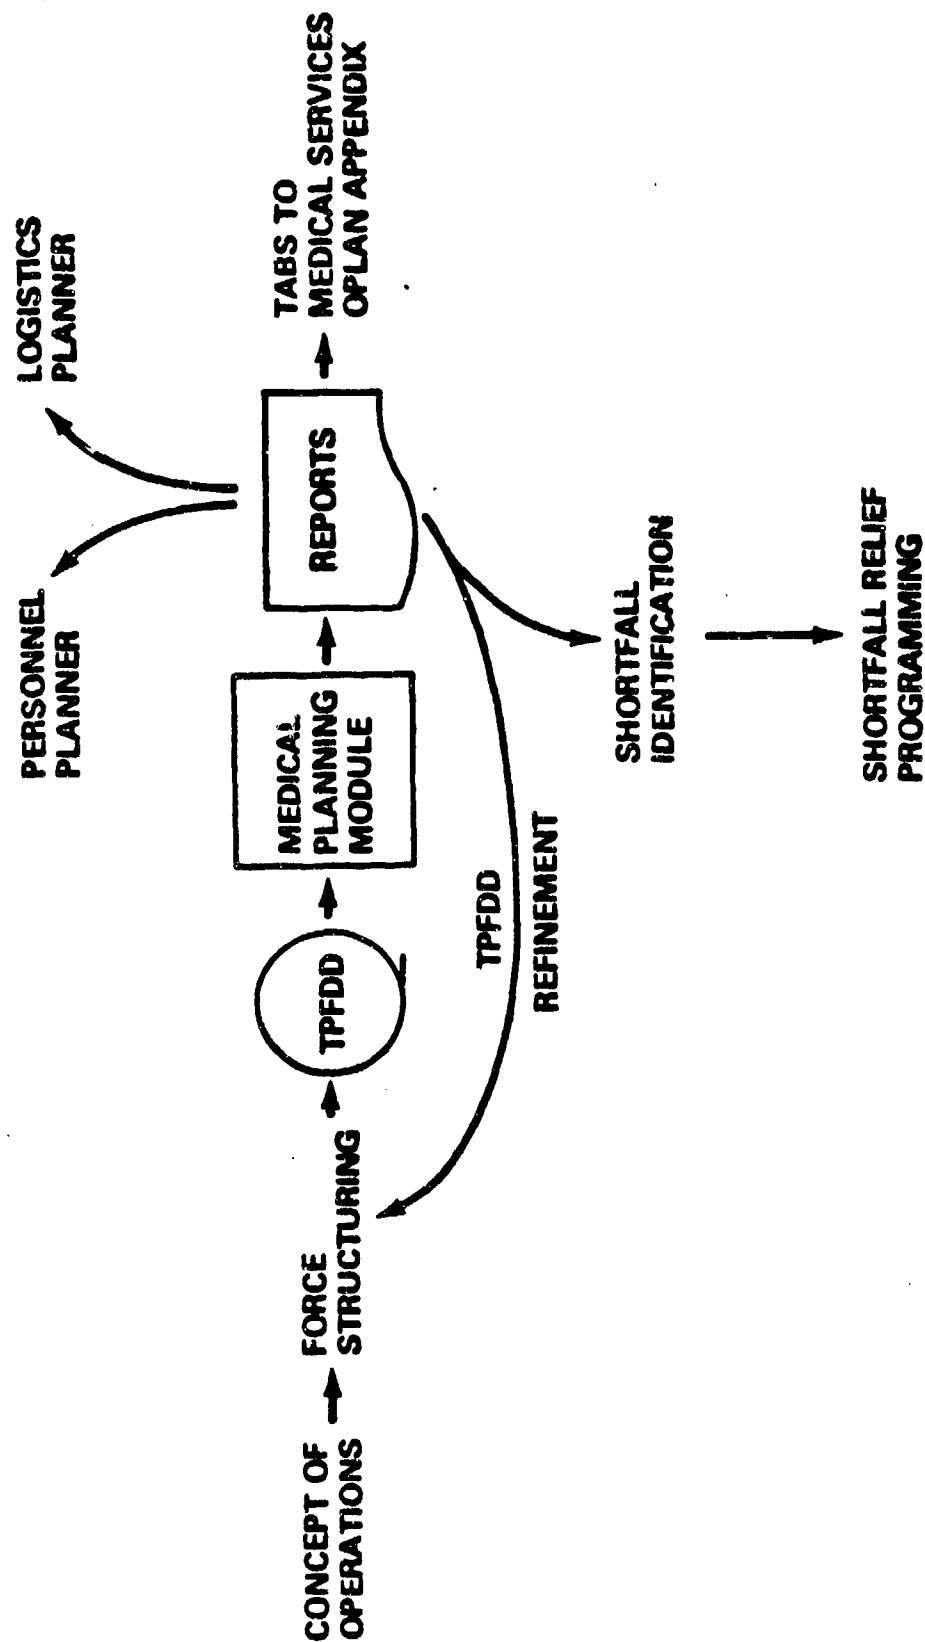 PERSONNEL
PLANNER
LOGISTICS
PLANNER
CONCEPT OF
OPERATIONS
FORCE
STRUCTURING
TPFDD
MEDICAL
PLANNING
MODULE
REPORTS
TABS TO
MEDICAL SERVICES
OPLAN APPENDIX
TPFDD
REFINEMENT
SHORTFALL
IDENTIFICATION
SHORTFALL RELIEF
PROGRAMMING